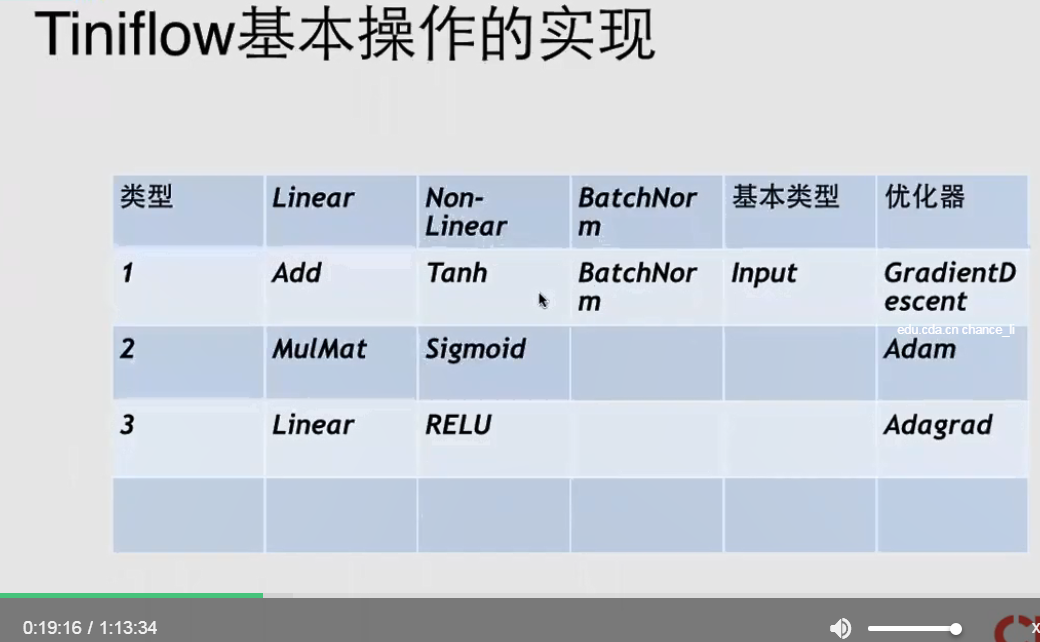 Tiniflow基本操作的实现
类型 Linear Non-Linear BatchNorm 基本类型 优化器
1 Add Tanh BatchNorm Input GradientDescent
edu.cda.cn chance_li
2 MulMat Sigmoid Adam
3 Linear RELU Adagrad
0:19:16 / 1:13:34
x